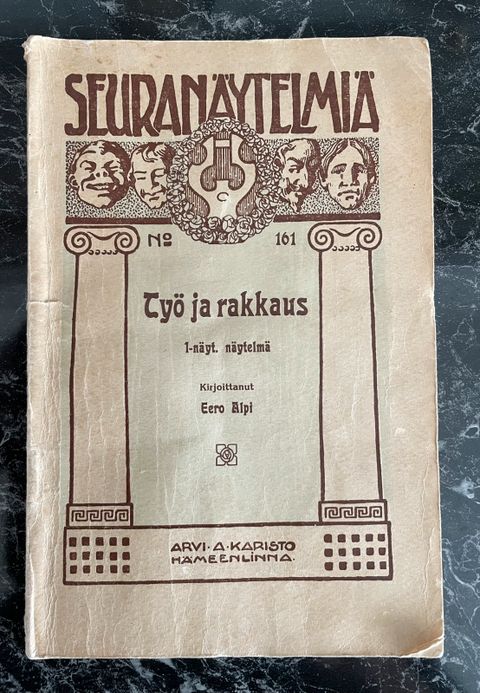 SEURANÄYTELMIÄ
No 161
Työ ja rakkaus
1-näyt. näytelmä
Kirjoittanut
Eero Alpi
ARVI·A·KARISTO
HÄMEENLINNA.